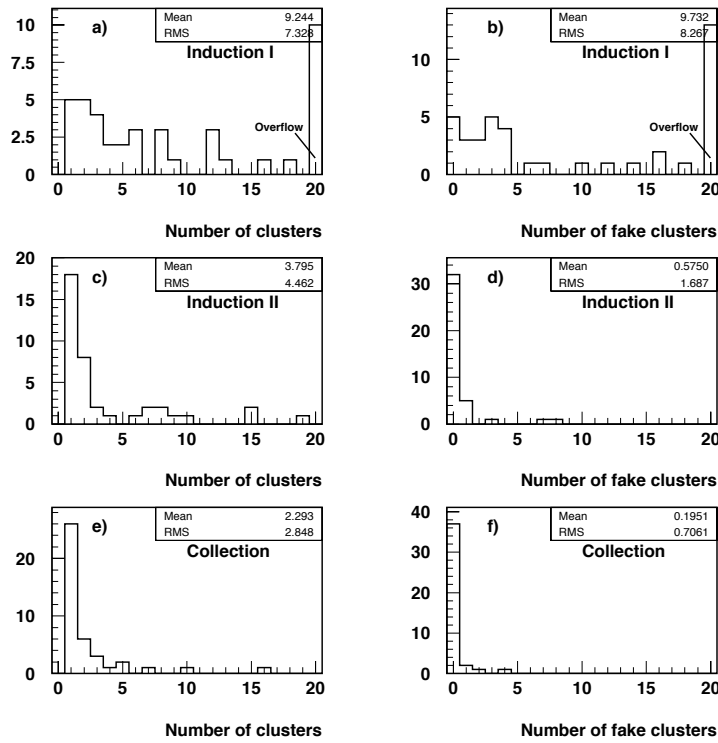 a)
Mean 9.244
RMS 7.328
Induction I
Overflow
10
7.5
5
2.5
0
0 5 10 15 20
Number of clusters
b)
Mean 9.732
RMS 8.267
Induction I
Overflow
10
5
0
0 5 10 15 20
Number of fake clusters
c)
Mean 3.795
RMS 4.462
Induction II
20
15
10
5
0
0 5 10 15 20
Number of clusters
d)
Mean 0.5750
RMS 1.687
Induction II
30
20
10
0
0 5 10 15 20
Number of fake clusters
e)
Mean 2.293
RMS 2.848
Collection
20
10
0
0 5 10 15 20
Number of clusters
f)
Mean 0.1951
RMS 0.7061
Collection
40
30
20
10
0
0 5 10 15 20
Number of fake clusters